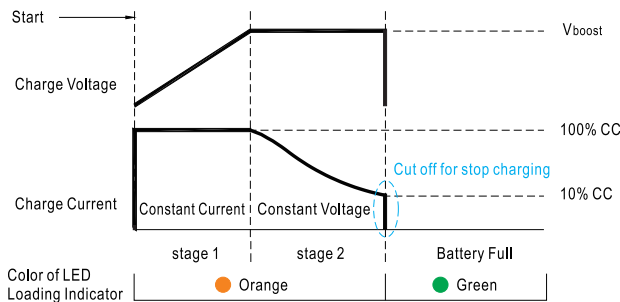 Start
Vboost
Charge Voltage
100% CC
Cut off for stop charging
10% CC
Charge Current
Constant Current
Constant Voltage
stage 1
stage 2
Battery Full
Color of LED
Loading Indicator
Orange
Green